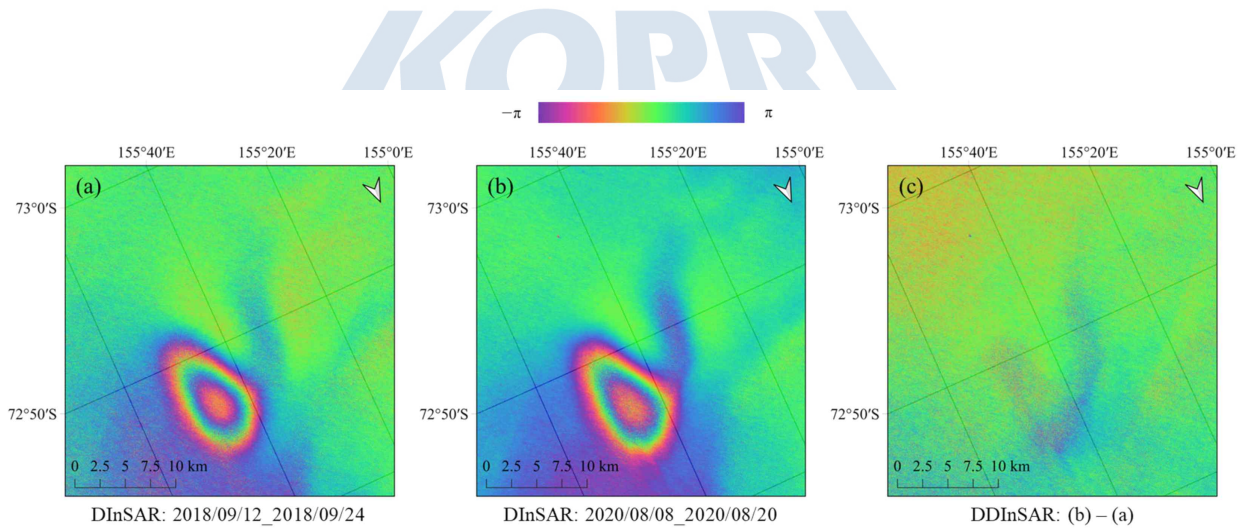 KOPRI
−π π
155°40′E 155°20′E 155°0′E 155°40′E 155°20′E 155°0′E 155°40′E 155°20′E 155°0′E
(a) (b) (c)
73°0′S 73°0′S 73°0′S
72°50′S 72°50′S 72°50′S
0 2.5 5 7.5 10 km 0 2.5 5 7.5 10 km 0 2.5 5 7.5 10 km
DInSAR: 2018/09/12_2018/09/24 DInSAR: 2020/08/08_2020/08/20 DDInSAR: (b) – (a)